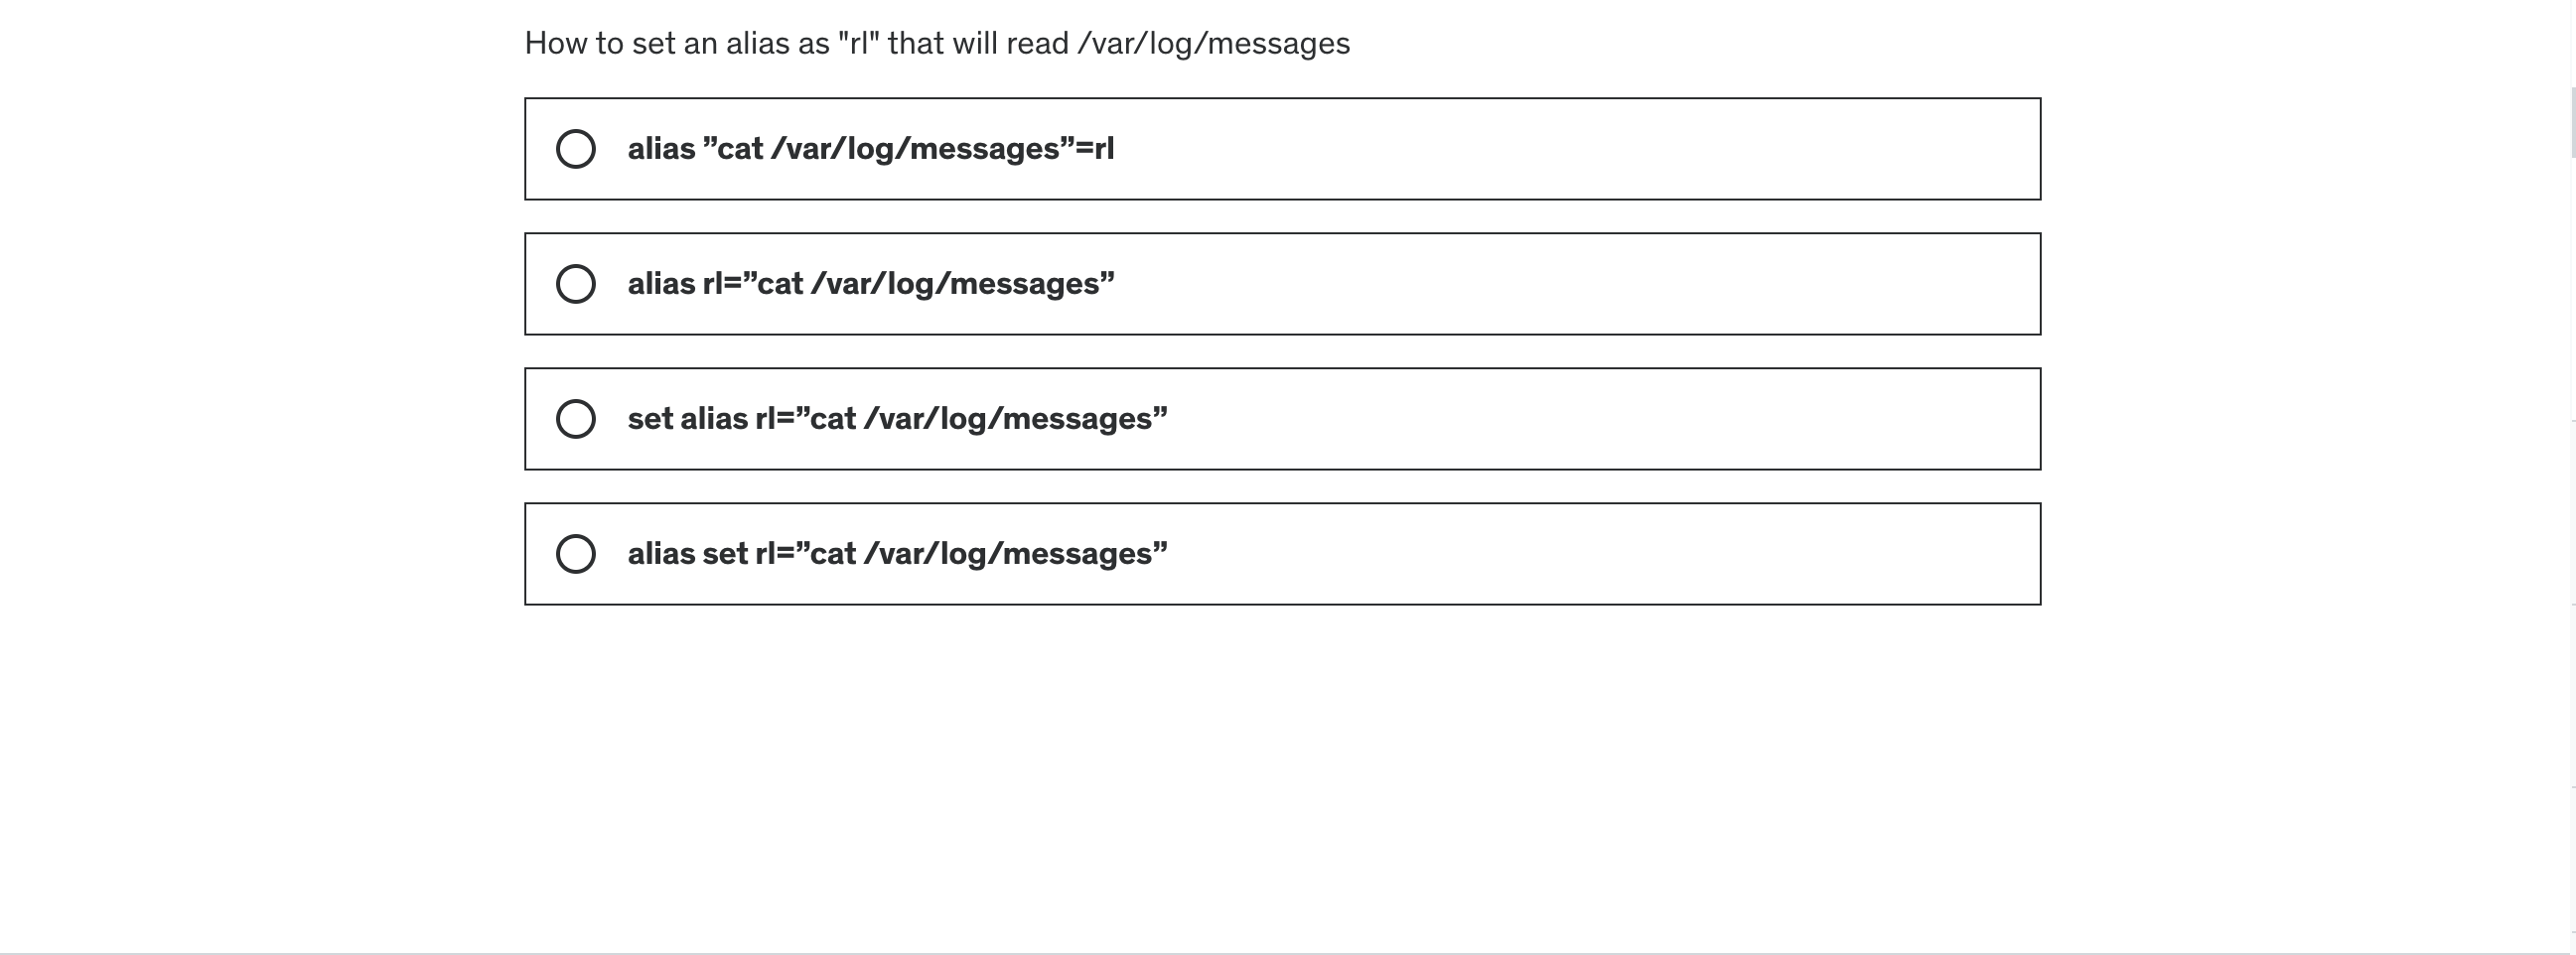 How to set an alias as "rl" that will read /var/log/messages
alias ”cat /var/log/messages”=rl
alias rl=”cat /var/log/messages”
set alias rl=”cat /var/log/messages”
alias set rl=”cat /var/log/messages”